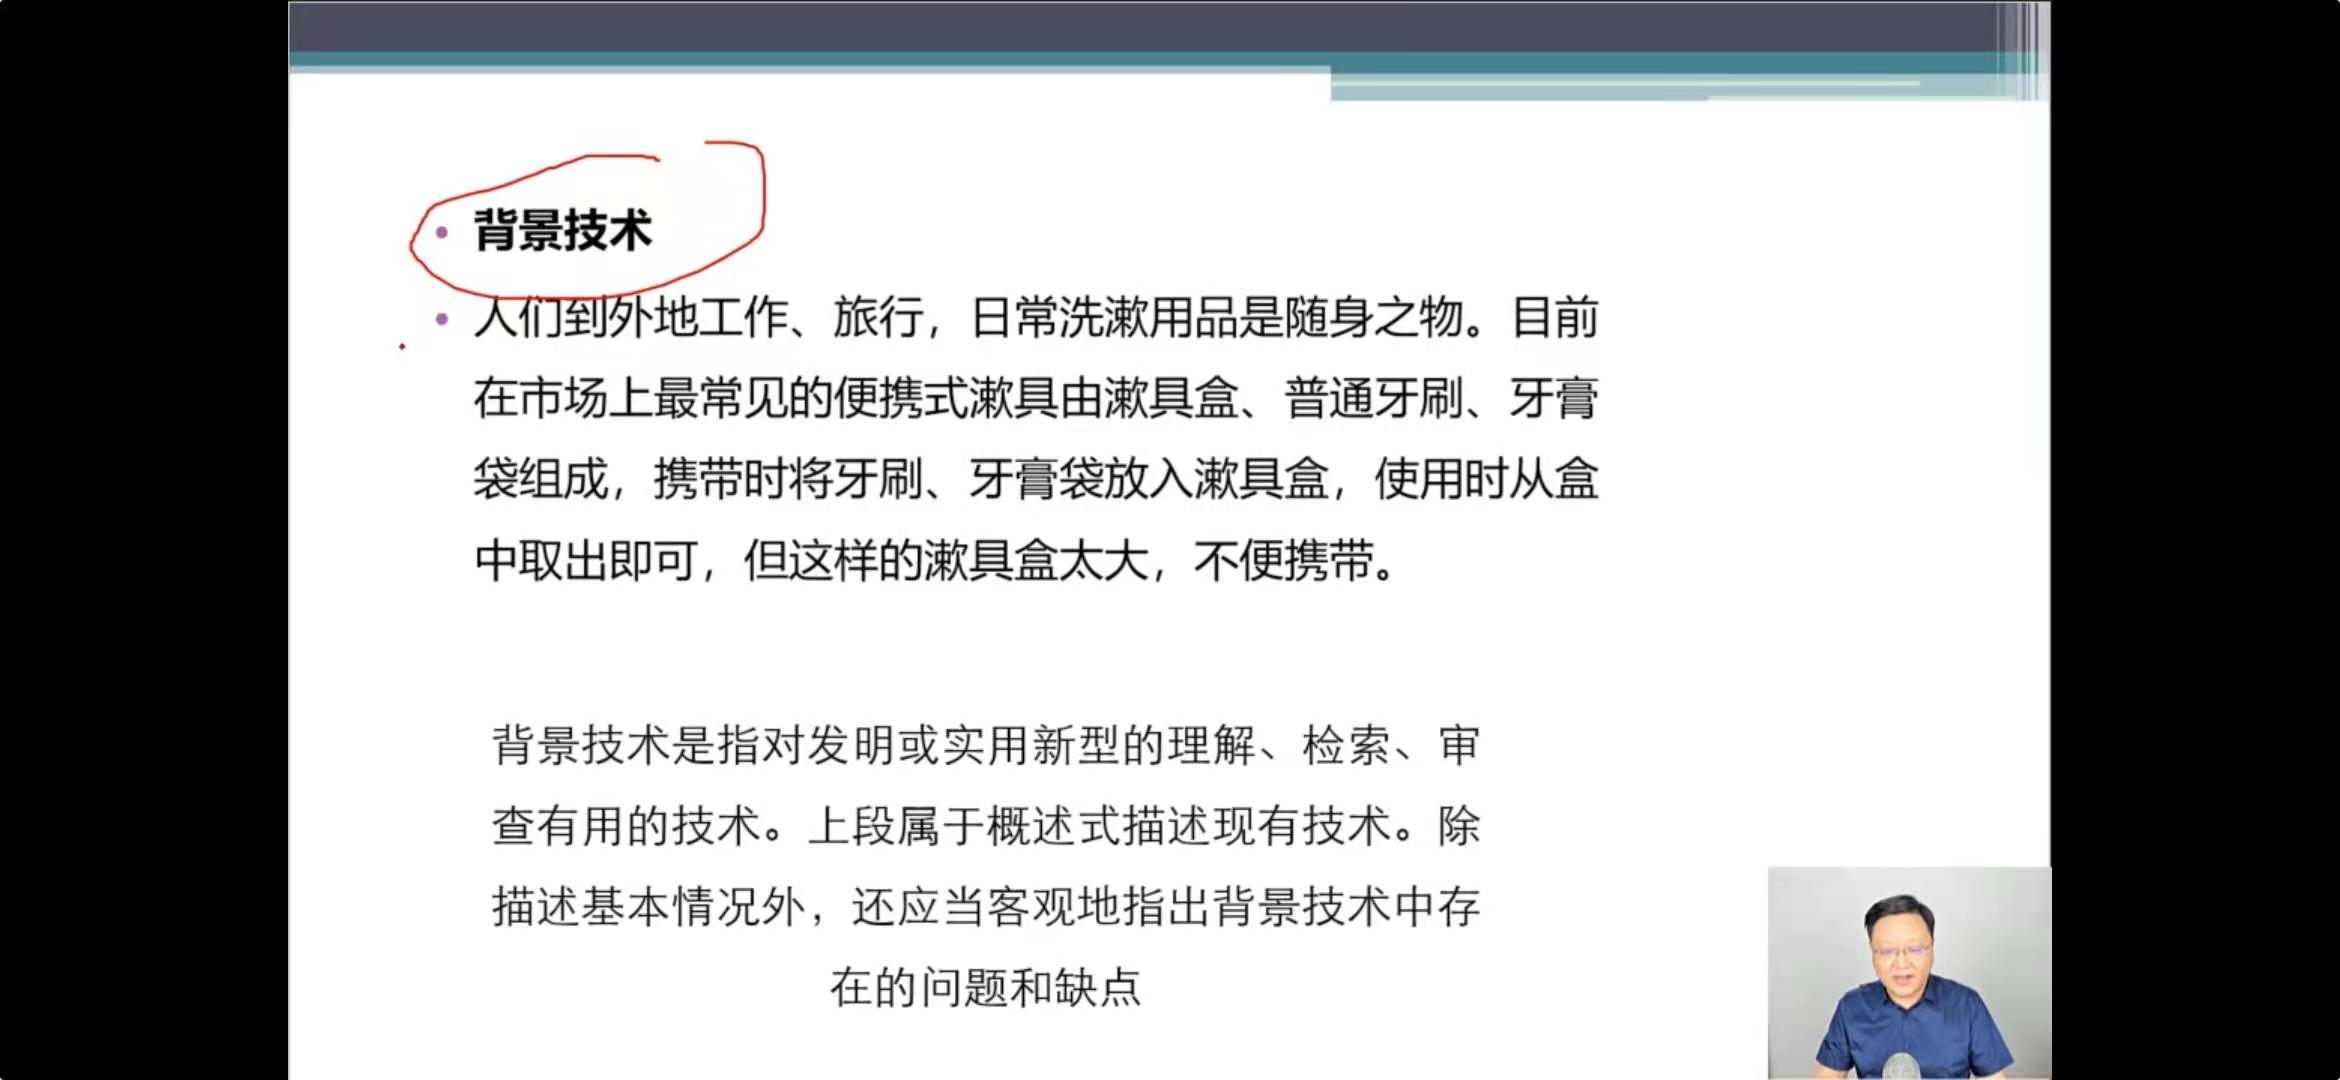 背景技术
人们到外地工作、旅行，日常洗漱用品是随身之物。目前
在市场上最常见的便携式漱具由漱具盒、普通牙刷、牙膏
袋组成，携带时将牙刷、牙膏袋放入漱具盒，使用时从盒
中取出即可，但这样的漱具盒太大，不便携带。
背景技术是指对发明或实用新型的理解、检索、审
查有用的技术。上段属于概述式描述现有技术。除
描述基本情况外，还应当客观地指出背景技术中存
在的问题和缺点